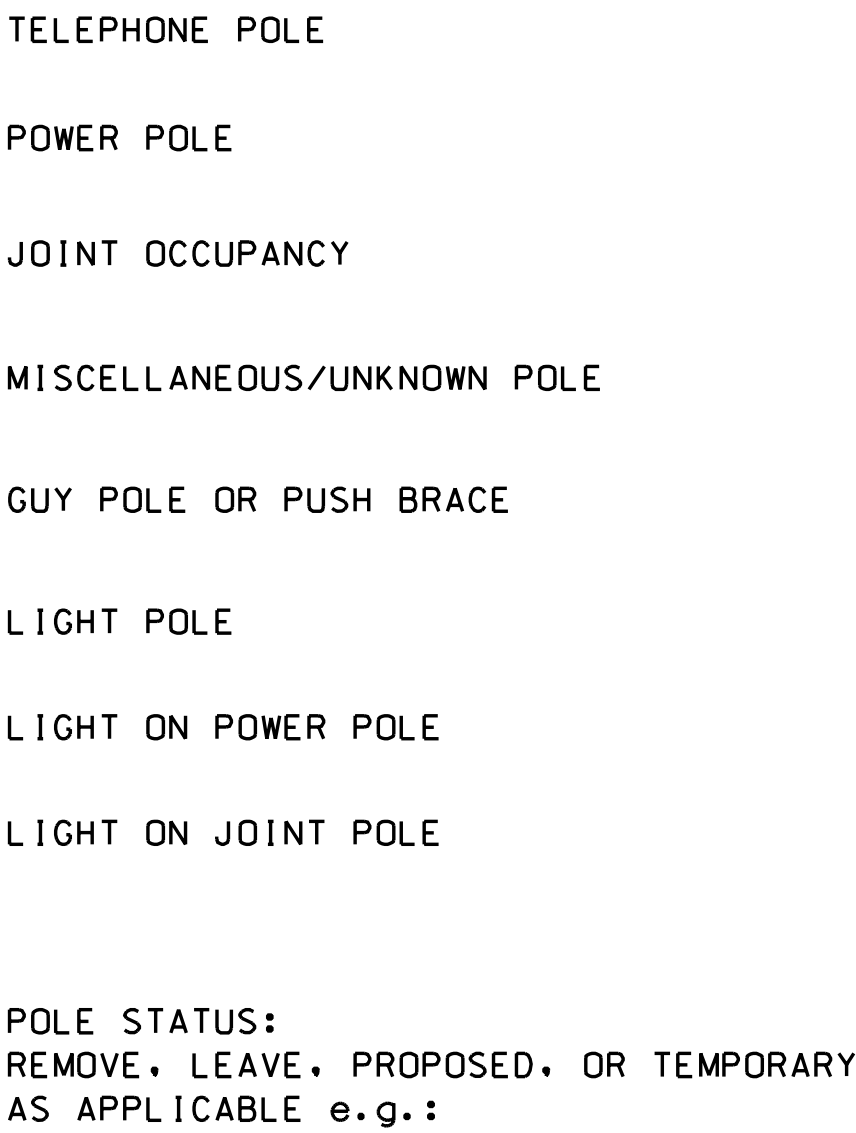 TELEPHONE POLE
POWER POLE
JOINT OCCUPANCY
MISCELLANEOUS/UNKNOWN POLE
GUY POLE OR PUSH BRACE
LIGHT POLE
LIGHT ON POWER POLE
LIGHT ON JOINT POLE
POLE STATUS:
REMOVE, LEAVE, PROPOSED, OR TEMPORARY
AS APPLICABLE e.g.: